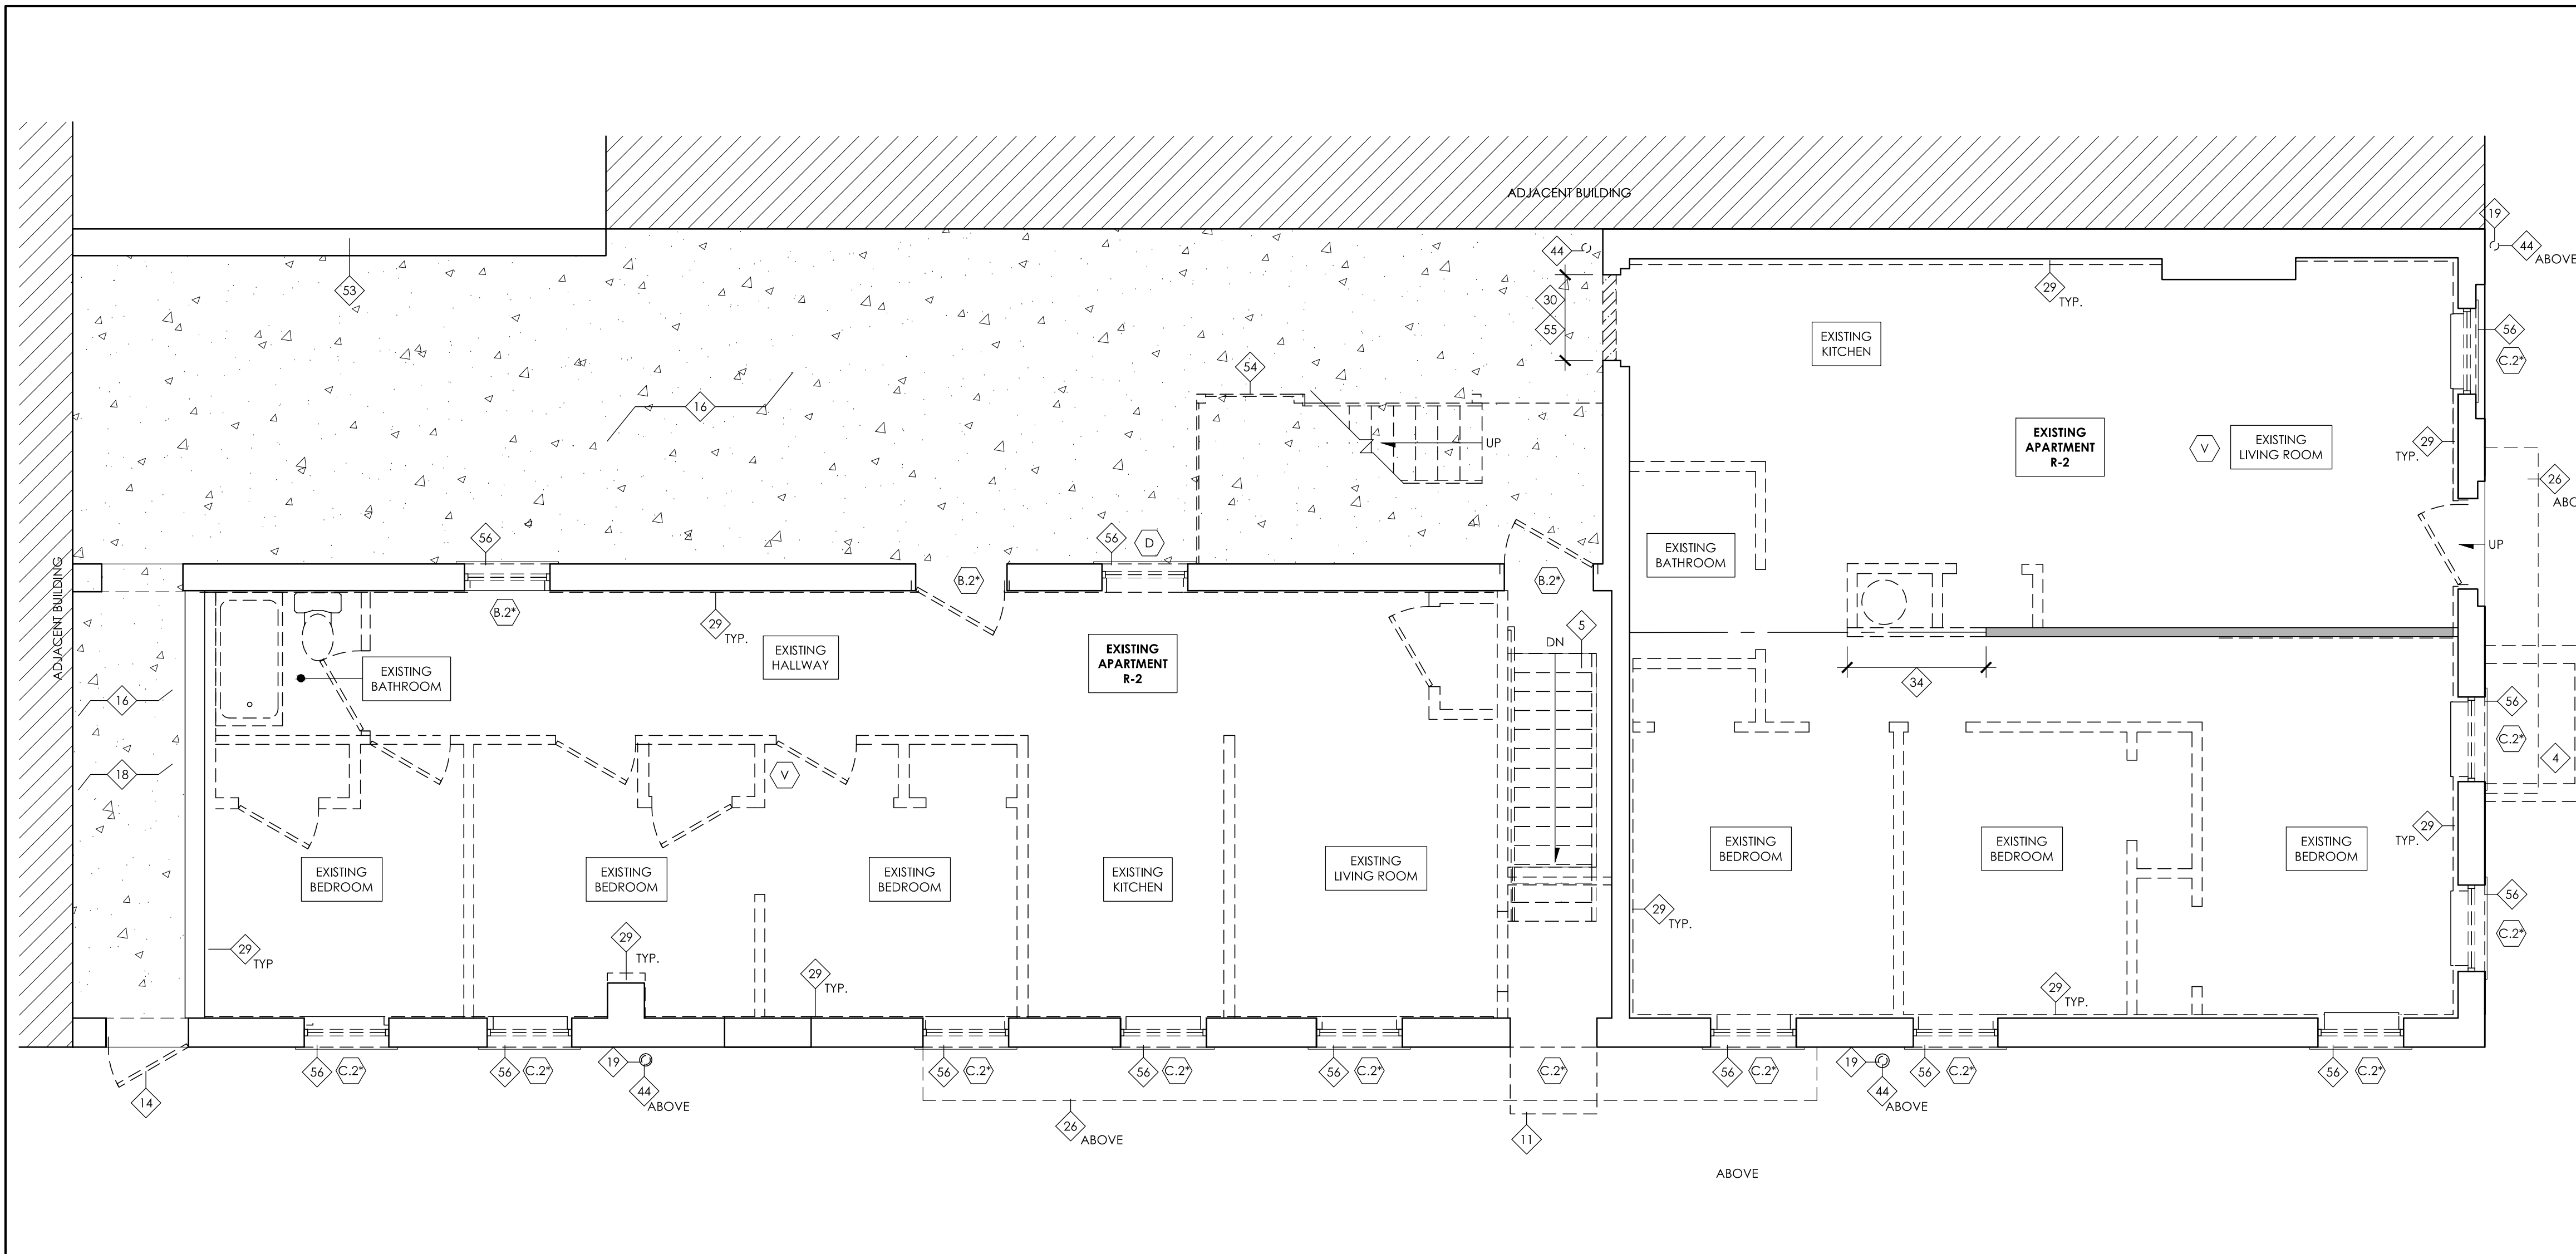 ADJACENT BUILDING
19
44
ABOVE
44
53
30
55
29
TYP.
EXISTING
KITCHEN
56
C.2*
54
16
UP
EXISTING
APARTMENT
R-2
V
EXISTING
LIVING ROOM
29
TYP.
26
ABO
56
56
D
B.2*
B.2*
B.2*
EXISTING
BATHROOM
UP
ADJACENT BUILDING
29
TYP.
EXISTING
HALLWAY
EXISTING
APARTMENT
R-2
DN
5
EXISTING
BATHROOM
34
16
56
C.2*
4
18
V
EXISTING
BEDROOM
EXISTING
BEDROOM
EXISTING
BEDROOM
EXISTING
KITCHEN
EXISTING
LIVING ROOM
EXISTING
BEDROOM
EXISTING
BEDROOM
EXISTING
BEDROOM
29
TYP.
56
C.2*
29
TYP
29
TYP.
29
TYP.
29
TYP.
29
TYP.
56
C.2*
56
C.2*
19
44
ABOVE
56
C.2*
56
C.2*
56
C.2*
C.2*
56
C.2*
19
44
ABOVE
56
C.2*
56
C.2*
14
26
ABOVE
11
ABOVE